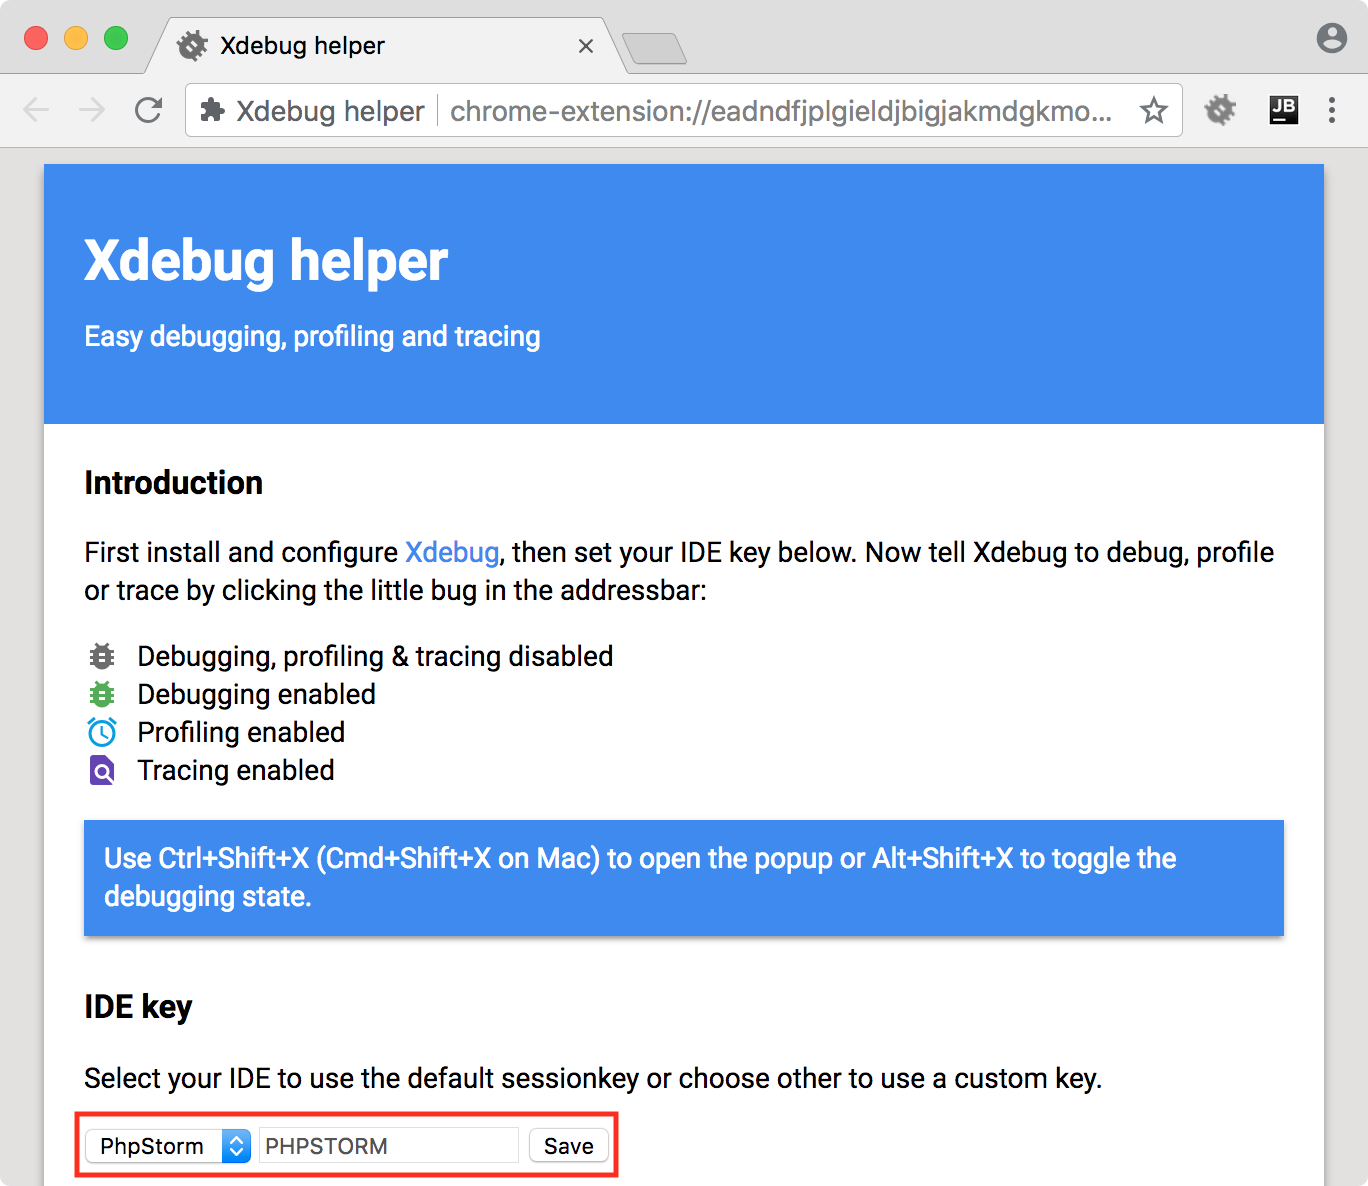 Xdebug helper
Xdebug helper chrome-extension://eadndfjplgieldjbigjakmdgkmo...
JB
Xdebug helper
Easy debugging, profiling and tracing
Introduction
First install and configure Xdebug, then set your IDE key below. Now tell Xdebug to debug, profile
or trace by clicking the little bug in the addressbar:
Debugging, profiling & tracing disabled
Debugging enabled
Profiling enabled
Tracing enabled
Use Ctrl+Shift+X (Cmd+Shift+X on Mac) to open the popup or Alt+Shift+X to toggle the
debugging state.
IDE key
Select your IDE to use the default sessionkey or choose other to use a custom key.
PhpStorm PHPSTORM Save